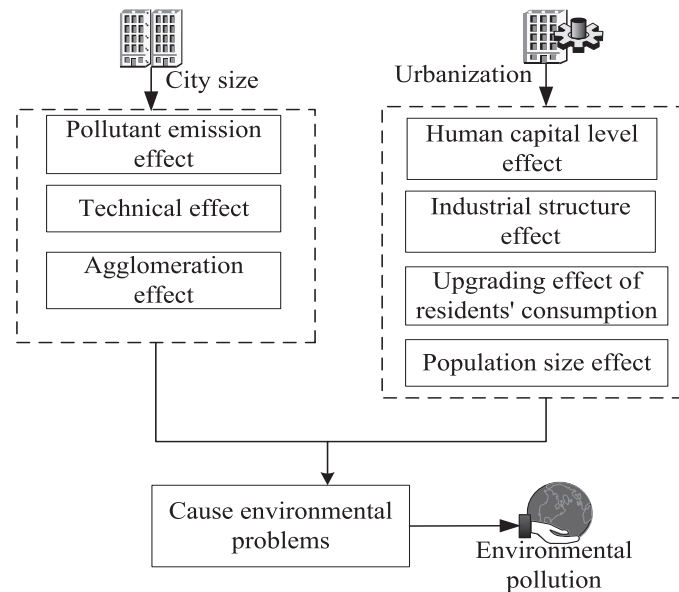 City size
Pollutant emission
effect
Technical effect
Agglomeration
effect
Urbanization
Human capital level
effect
Industrial structure
effect
Upgrading effect of
residents' consumption
Population size effect
Cause environmental
problems
Environmental
pollution